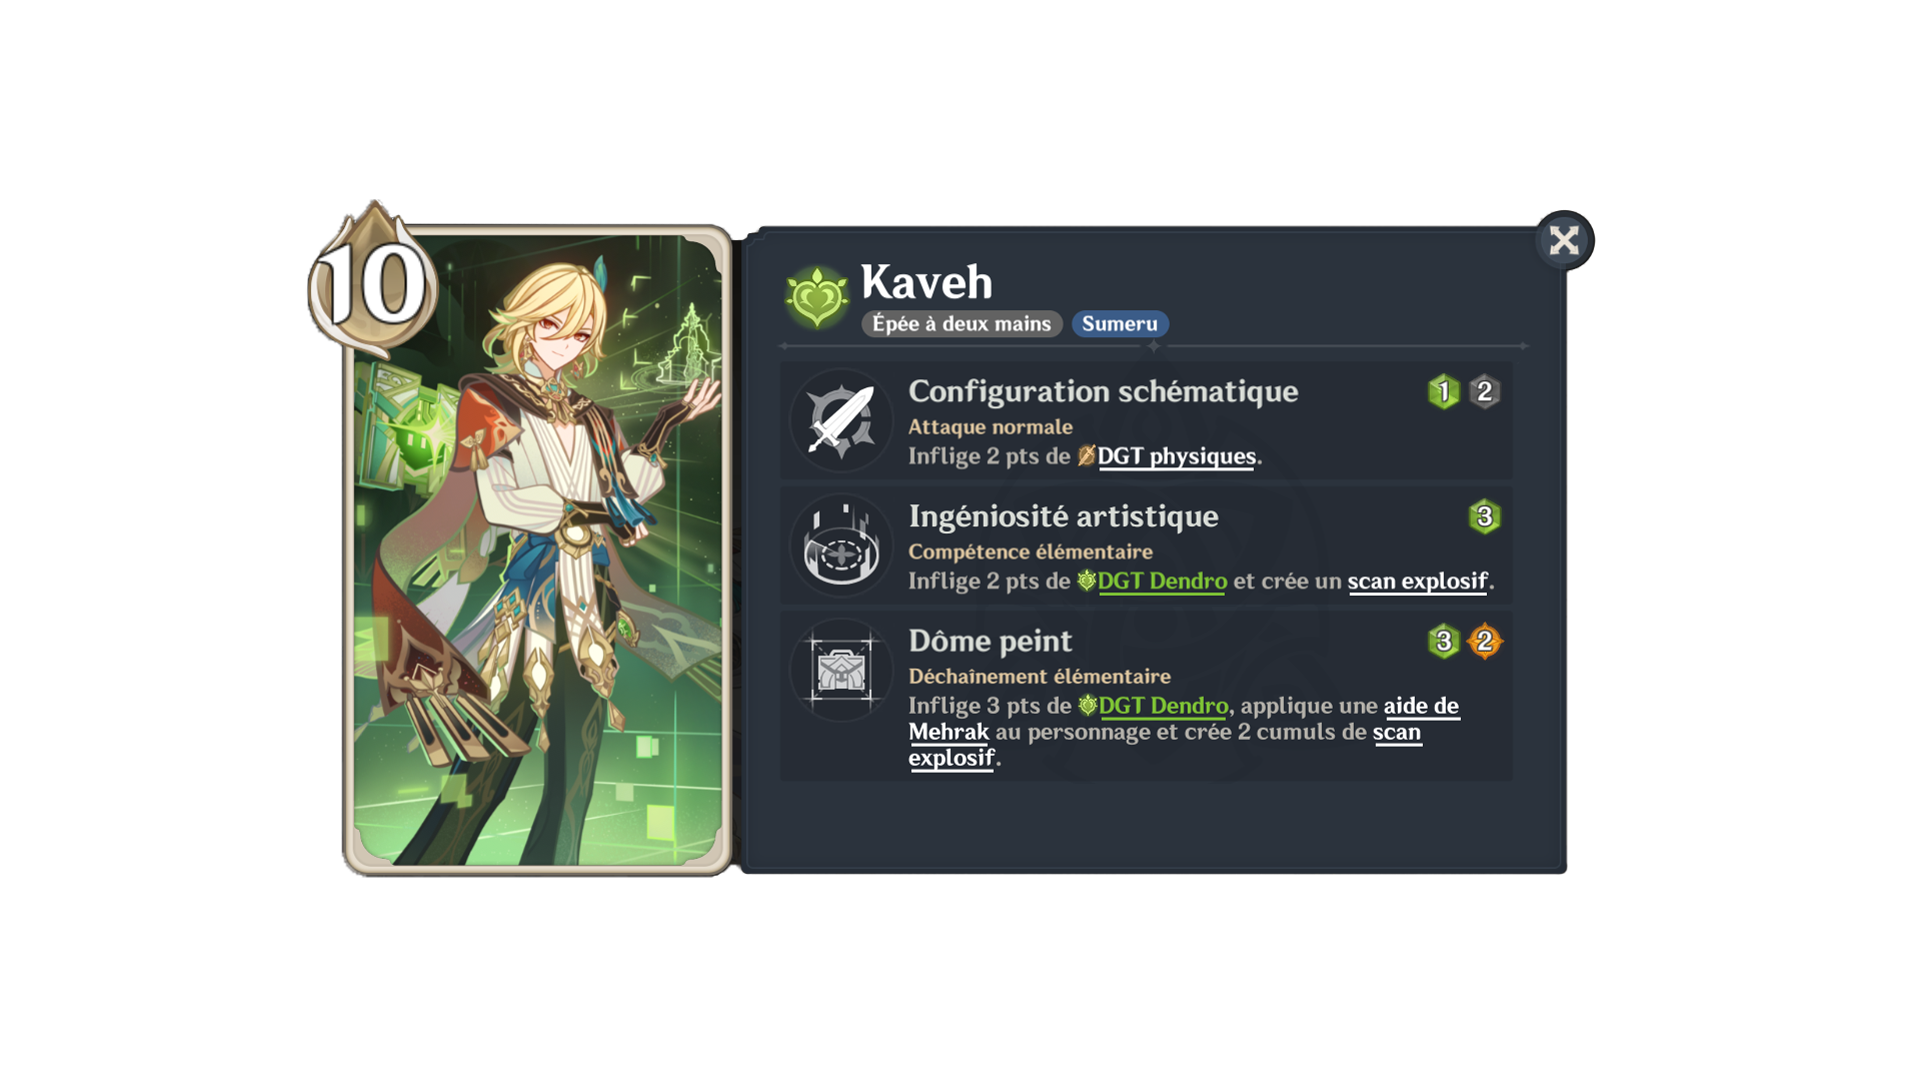 10
Kaveh
Épée à deux mains Sumeru
Configuration schématique 1 2
Attaque normale
Inflige 2 pts de DGT physiques.
Ingéniosité artistique 3
Compétence élémentaire
Inflige 2 pts de DGT Dendro et crée un scan explosif.
Dôme peint 3 2
Déchaînement élémentaire
Inflige 3 pts de DGT Dendro, applique une aide de
Mehrak au personnage et crée 2 cumuls de scan
explosif.